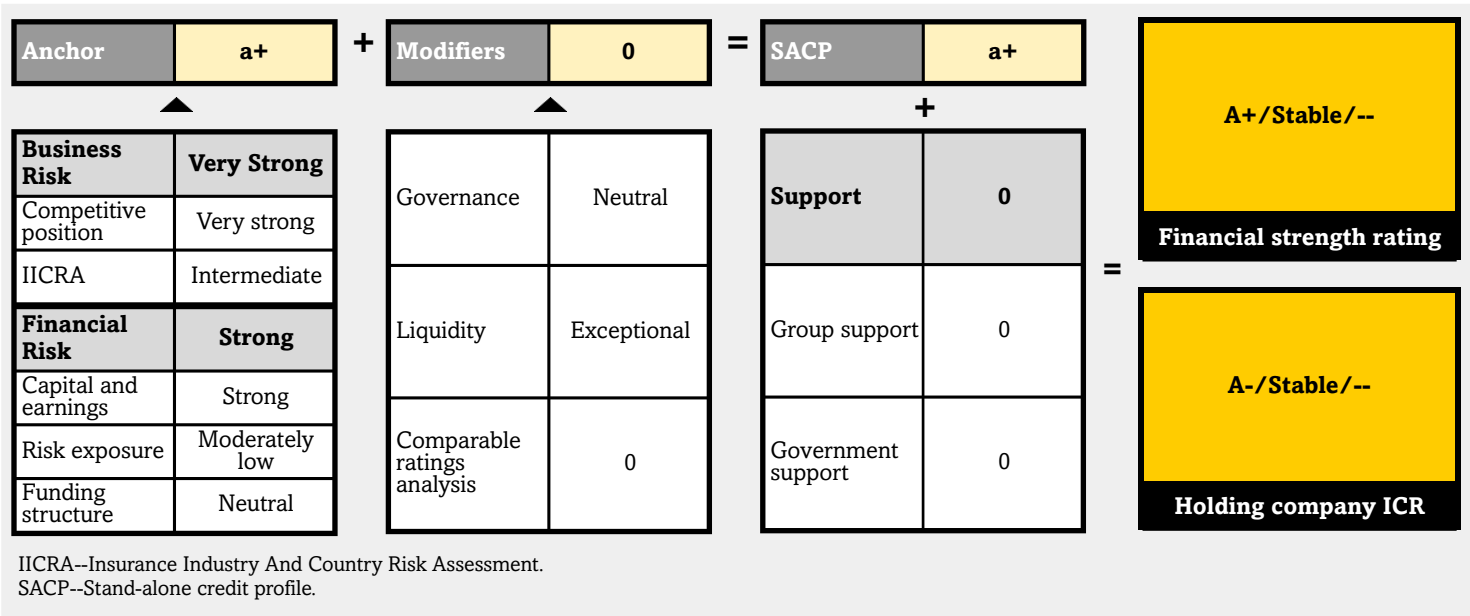 Anchor
a+
+
Modifiers
0
=
SACP
a+
Business
Risk
Very Strong
Competitive
position
Very strong
IICRA
Intermediate
Financial
Risk
Strong
Capital and
earnings
Strong
Risk exposure
Moderately
low
Funding
structure
Neutral
Governance
Neutral
Liquidity
Exceptional
Comparable
ratings
analysis
0
+
Support
0
Group support
0
Government
support
0
=
A+/Stable/--
Financial strength rating
A-/Stable/--
Holding company ICR
IICRA--Insurance Industry And Country Risk Assessment.
SACP--Stand-alone credit profile.